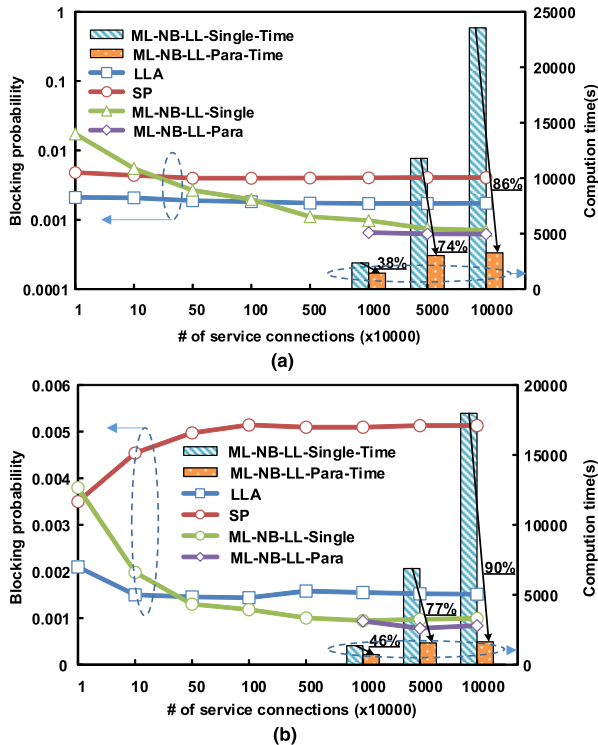 (a)
Blocking probabiliity
1
0.1
0.01
0.001
0.0001
ML-NB-LL-Single-Time
ML-NB-LL-Para-Time
LLA
SP
ML-NB-LL-Single
ML-NB-LL-Para
38%
74%
86%
25000
20000
15000
10000
5000
0
Compution time(s)
1 10 50 100 500 1000 5000 10000
# of service connections (x10000)
(b)
Blocking probabiliity
0.006
0.005
0.004
0.003
0.002
0.001
0
ML-NB-LL-Single-Time
ML-NB-LL-Para-Time
LLA
SP
ML-NB-LL-Single
ML-NB-LL-Para
46%
77%
90%
20000
15000
10000
5000
0
Compution time(s)
1 10 50 100 500 1000 5000 10000
# of service connections (x10000)